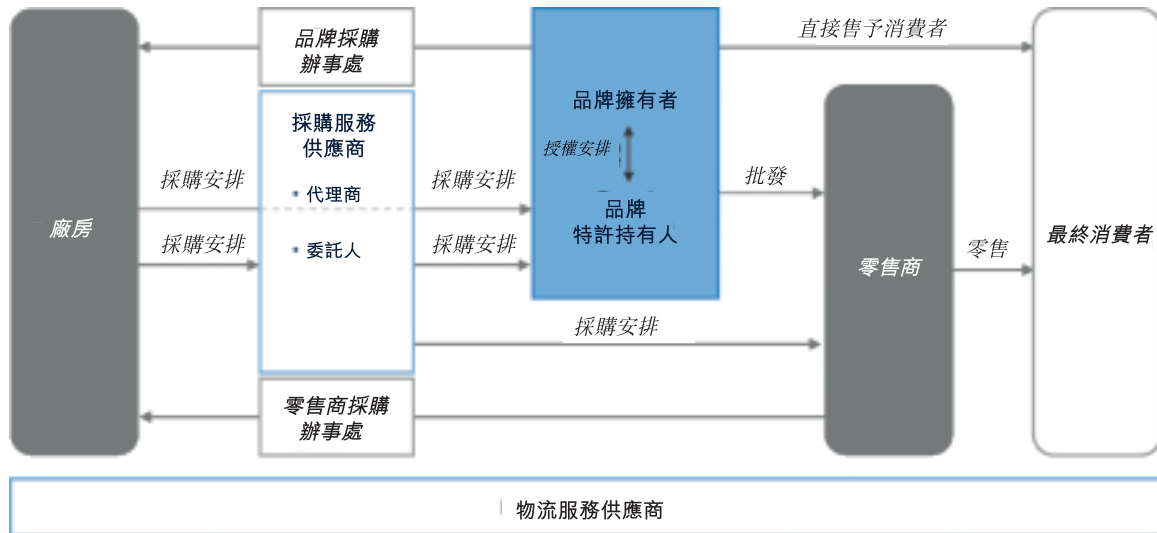 品牌採購
辦事處
直接售予消費者
採購服務
供應商
▪ 代理商
▪ 委託人
品牌擁有者
授權安排
品牌
特許持有人
採購安排
採購安排
批發
廠房
採購安排
採購安排
零售商
零售
最終消費者
採購安排
零售商採購
辦事處
物流服務供應商